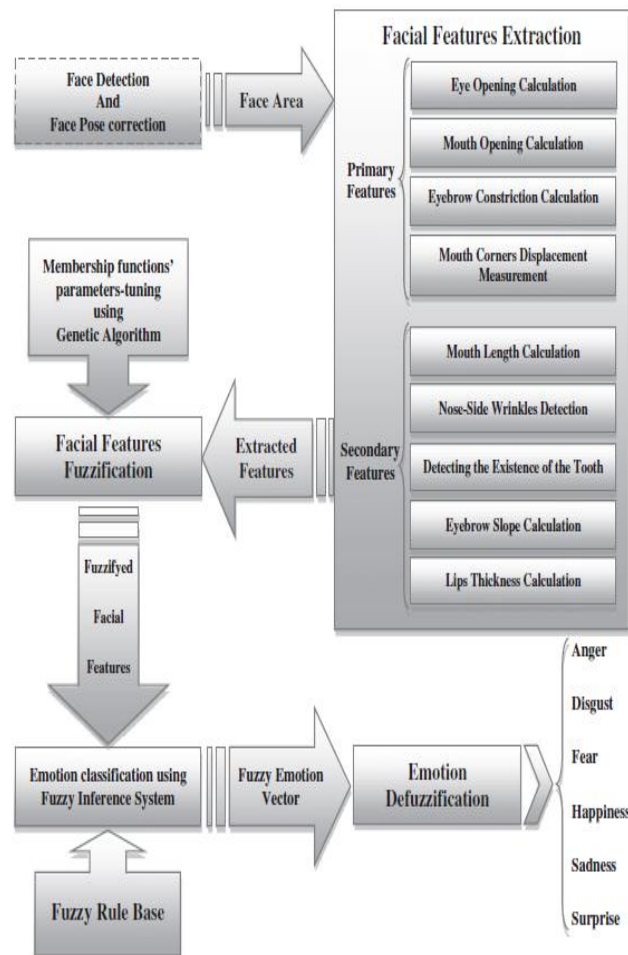 Face Detection
And
Face Pose correction
Face Area
Facial Features Extraction
Primary
Features
Eye Opening Calculation
Mouth Opening Calculation
Eyebrow Constriction Calculation
Mouth Corners Displacement
Measurement
Secondary
Features
Mouth Length Calculation
Nose-Side Wrinkles Detection
Detecting the Existence of the Tooth
Eyebrow Slope Calculation
Lips Thickness Calculation
Extracted
Features
Membership functions'
parameters-tuning
using
Genetic Algorithm
Facial Features
Fuzzification
Fuzzifyed
Facial
Features
Emotion classification using
Fuzzy Inference System
Fuzzy Rule Base
Fuzzy Emotion
Vector
Emotion
Defuzzification
Anger
Disgust
Fear
Happiness
Sadness
Surprise